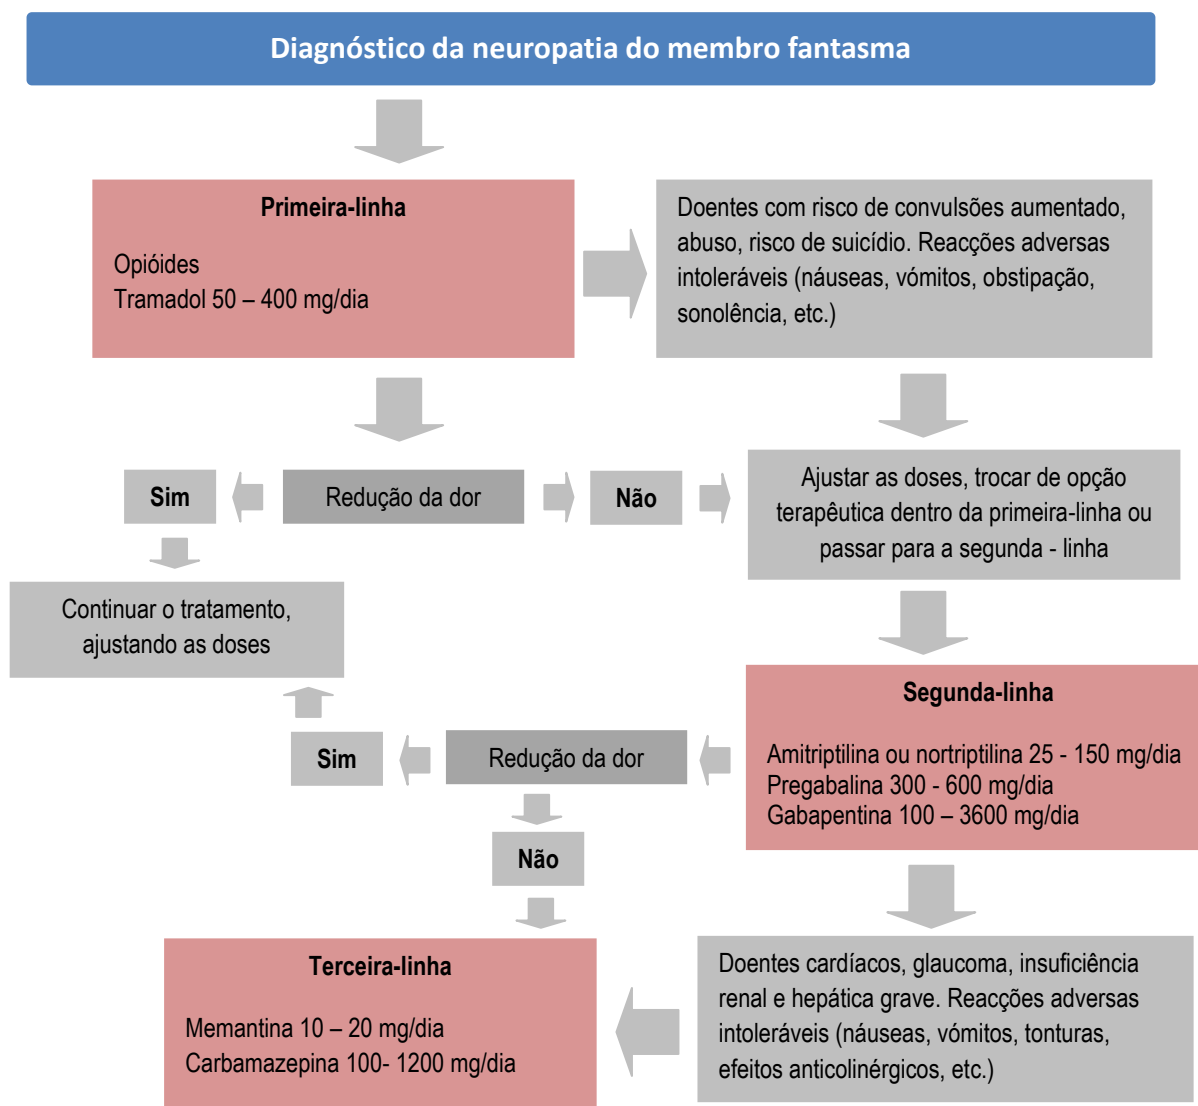 Diagnóstico da neuropatia do membro fantasma
Primeira-linha
Opióides
Tramadol 50 – 400 mg/dia
Doentes com risco de convulsões aumentado,
abuso, risco de suicídio. Reacções adversas
intoleráveis (náuseas, vómitos, obstipação,
sonolência, etc.)
Sim
Redução da dor
Não
Ajustar as doses, trocar de opção
terapêutica dentro da primeira-linha ou
passar para a segunda - linha
Continuar o tratamento,
ajustando as doses
Segunda-linha
Amitriptilina ou nortriptilina 25 - 150 mg/dia
Pregabalina 300 - 600 mg/dia
Gabapentina 100 – 3600 mg/dia
Sim
Redução da dor
Não
Terceira-linha
Memantina 10 – 20 mg/dia
Carbamazepina 100- 1200 mg/dia
Doentes cardíacos, glaucoma, insuficiência
renal e hepática grave. Reacções adversas
intoleráveis (náuseas, vómitos, tonturas,
efeitos anticolinérgicos, etc.)